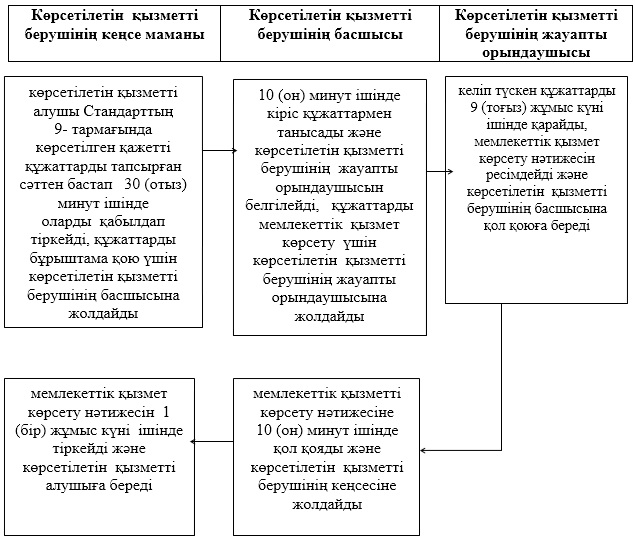 Көрсетілетін қызметті
берушінің кеңсе маманы
Көрсетілетін қызметті
берушінің басшысы
Көрсетілетін қызметті
берушінің жауапты
орындаушысы
көрсетілетін қызметті
алушы Стандарттың
9- тармағында
көрсетілген қажетті
құжаттарды тапсырған
сәттен бастап 30 (отыз)
минут ішінде
оларды қабылдап
тіркейді, құжаттарды
бұрыштама қою үшін
көрсетілетін қызметті
берушінің басшысына
жолдайды
10 (он) минут ішінде
кіріс құжаттармен
танысады және
көрсетілетін қызметті
берушінің жауапты
орындаушысын
белгілейді, құжаттарды
мемлекеттік қызмет
көрсету үшін
көрсетілетін қызметті
берушінің жауапты
орындаушысына
жолдайды
келіп түскен құжаттарды
9 (тоғыз) жұмыс күні
ішінде қарайды,
мемлекеттік қызмет
көрсету нәтижесін
ресімдейді және
көрсетілетін қызметті
берушінің басшысына
қол қоюға береді
мемлекеттік қызмет
көрсету нәтижесін 1
(бір) жұмыс күні ішінде
тіркейді және
көрсетілетін қызметті
алушыға береді
мемлекеттік қызметті
көрсету нәтижесіне
10 (он) минут ішінде
қол қояды және
көрсетілетін қызметті
берушінің кеңсесіне
жолдайды